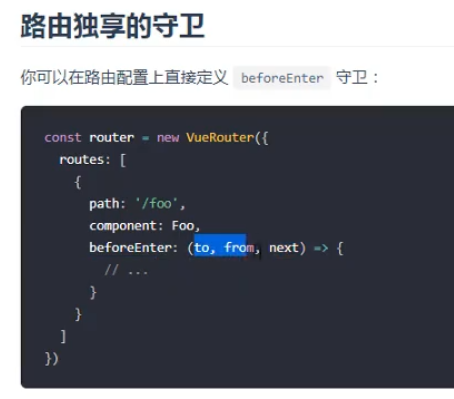 路由独享的守卫
你可以在路由配置上直接定义 beforeEnter 守卫：
const router = new VueRouter({
  routes: [
    {
      path: '/foo',
      component: Foo,
      beforeEnter: (to, from, next) => {
        // ...
      }
    }
  ]
})